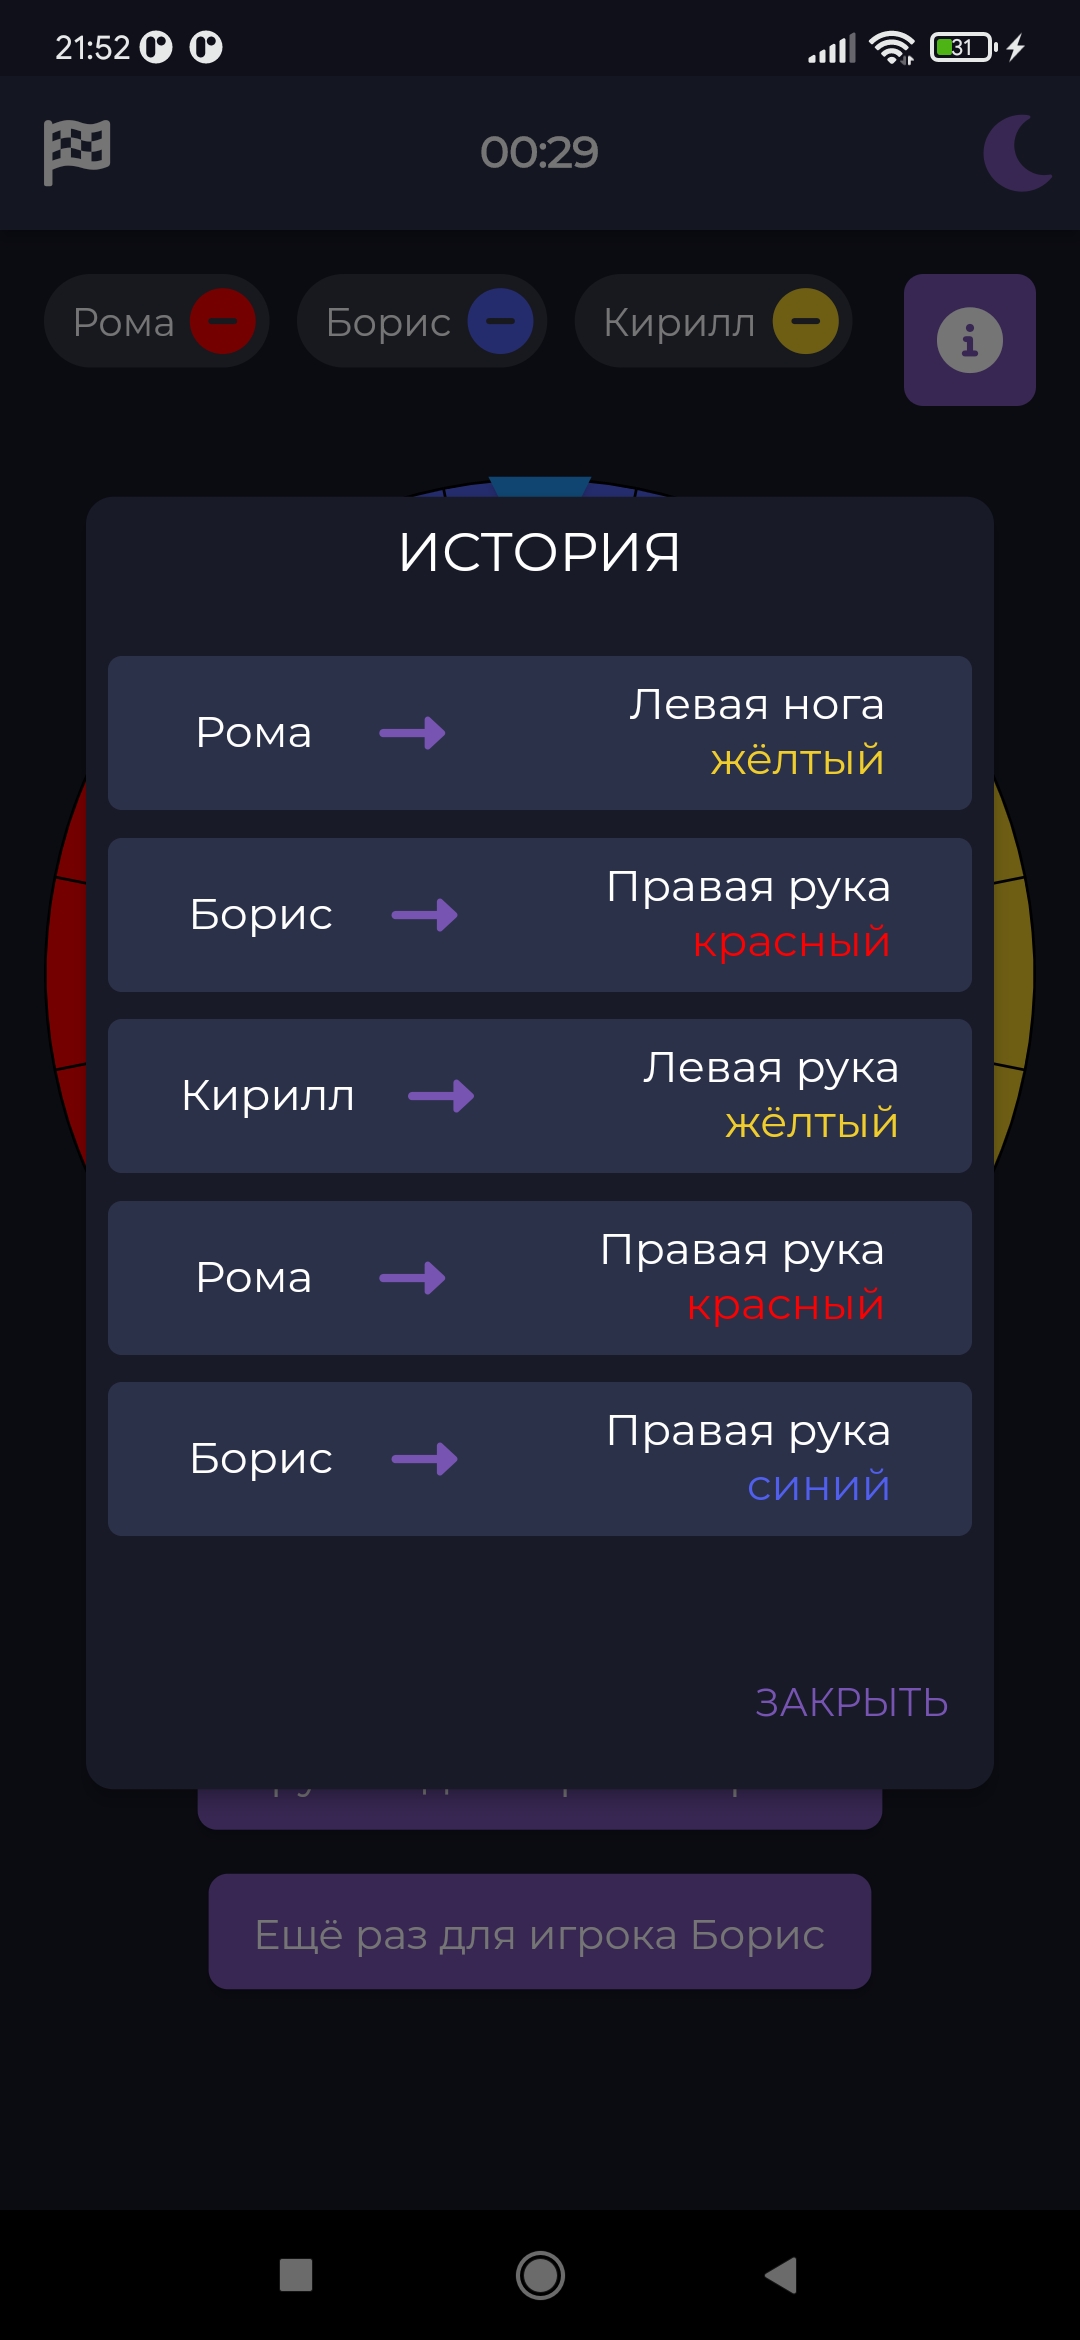 21:52
31
00:29
Рома
Борис
Кирилл
ИСТОРИЯ
Рома
Левая нога
жёлтый
Борис
Правая рука
красный
Кирилл
Левая рука
жёлтый
Рома
Правая рука
красный
Борис
Правая рука
синий
ЗАКРЫТЬ
Ещё раз для игрока Борис